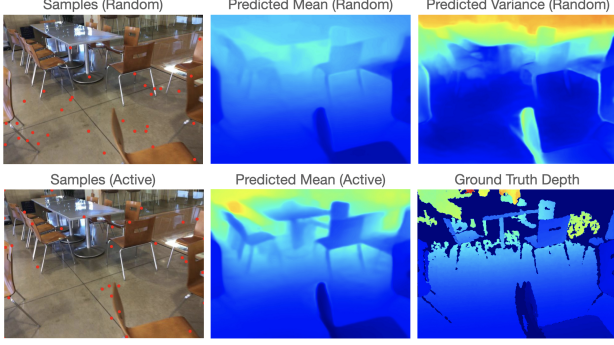 Samples (Random)
Predicted Mean (Random)
Predicted Variance (Random)
Samples (Active)
Predicted Mean (Active)
Ground Truth Depth